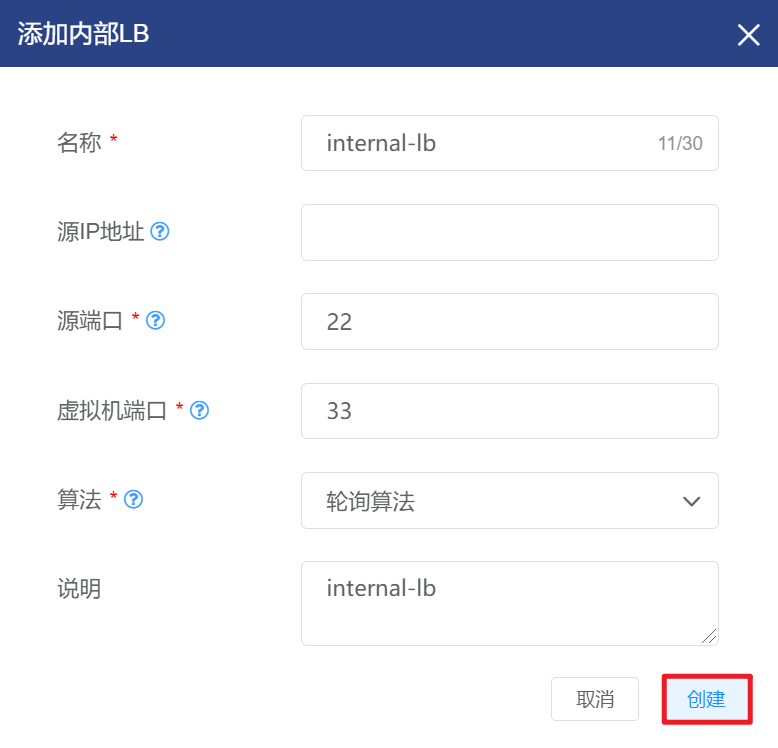 添加内部LB
名称 * internal-lb 11/30
源IP地址
源端口 * 22
虚拟机端口 * 33
算法 * 轮询算法
说明 internal-lb
取消 创建